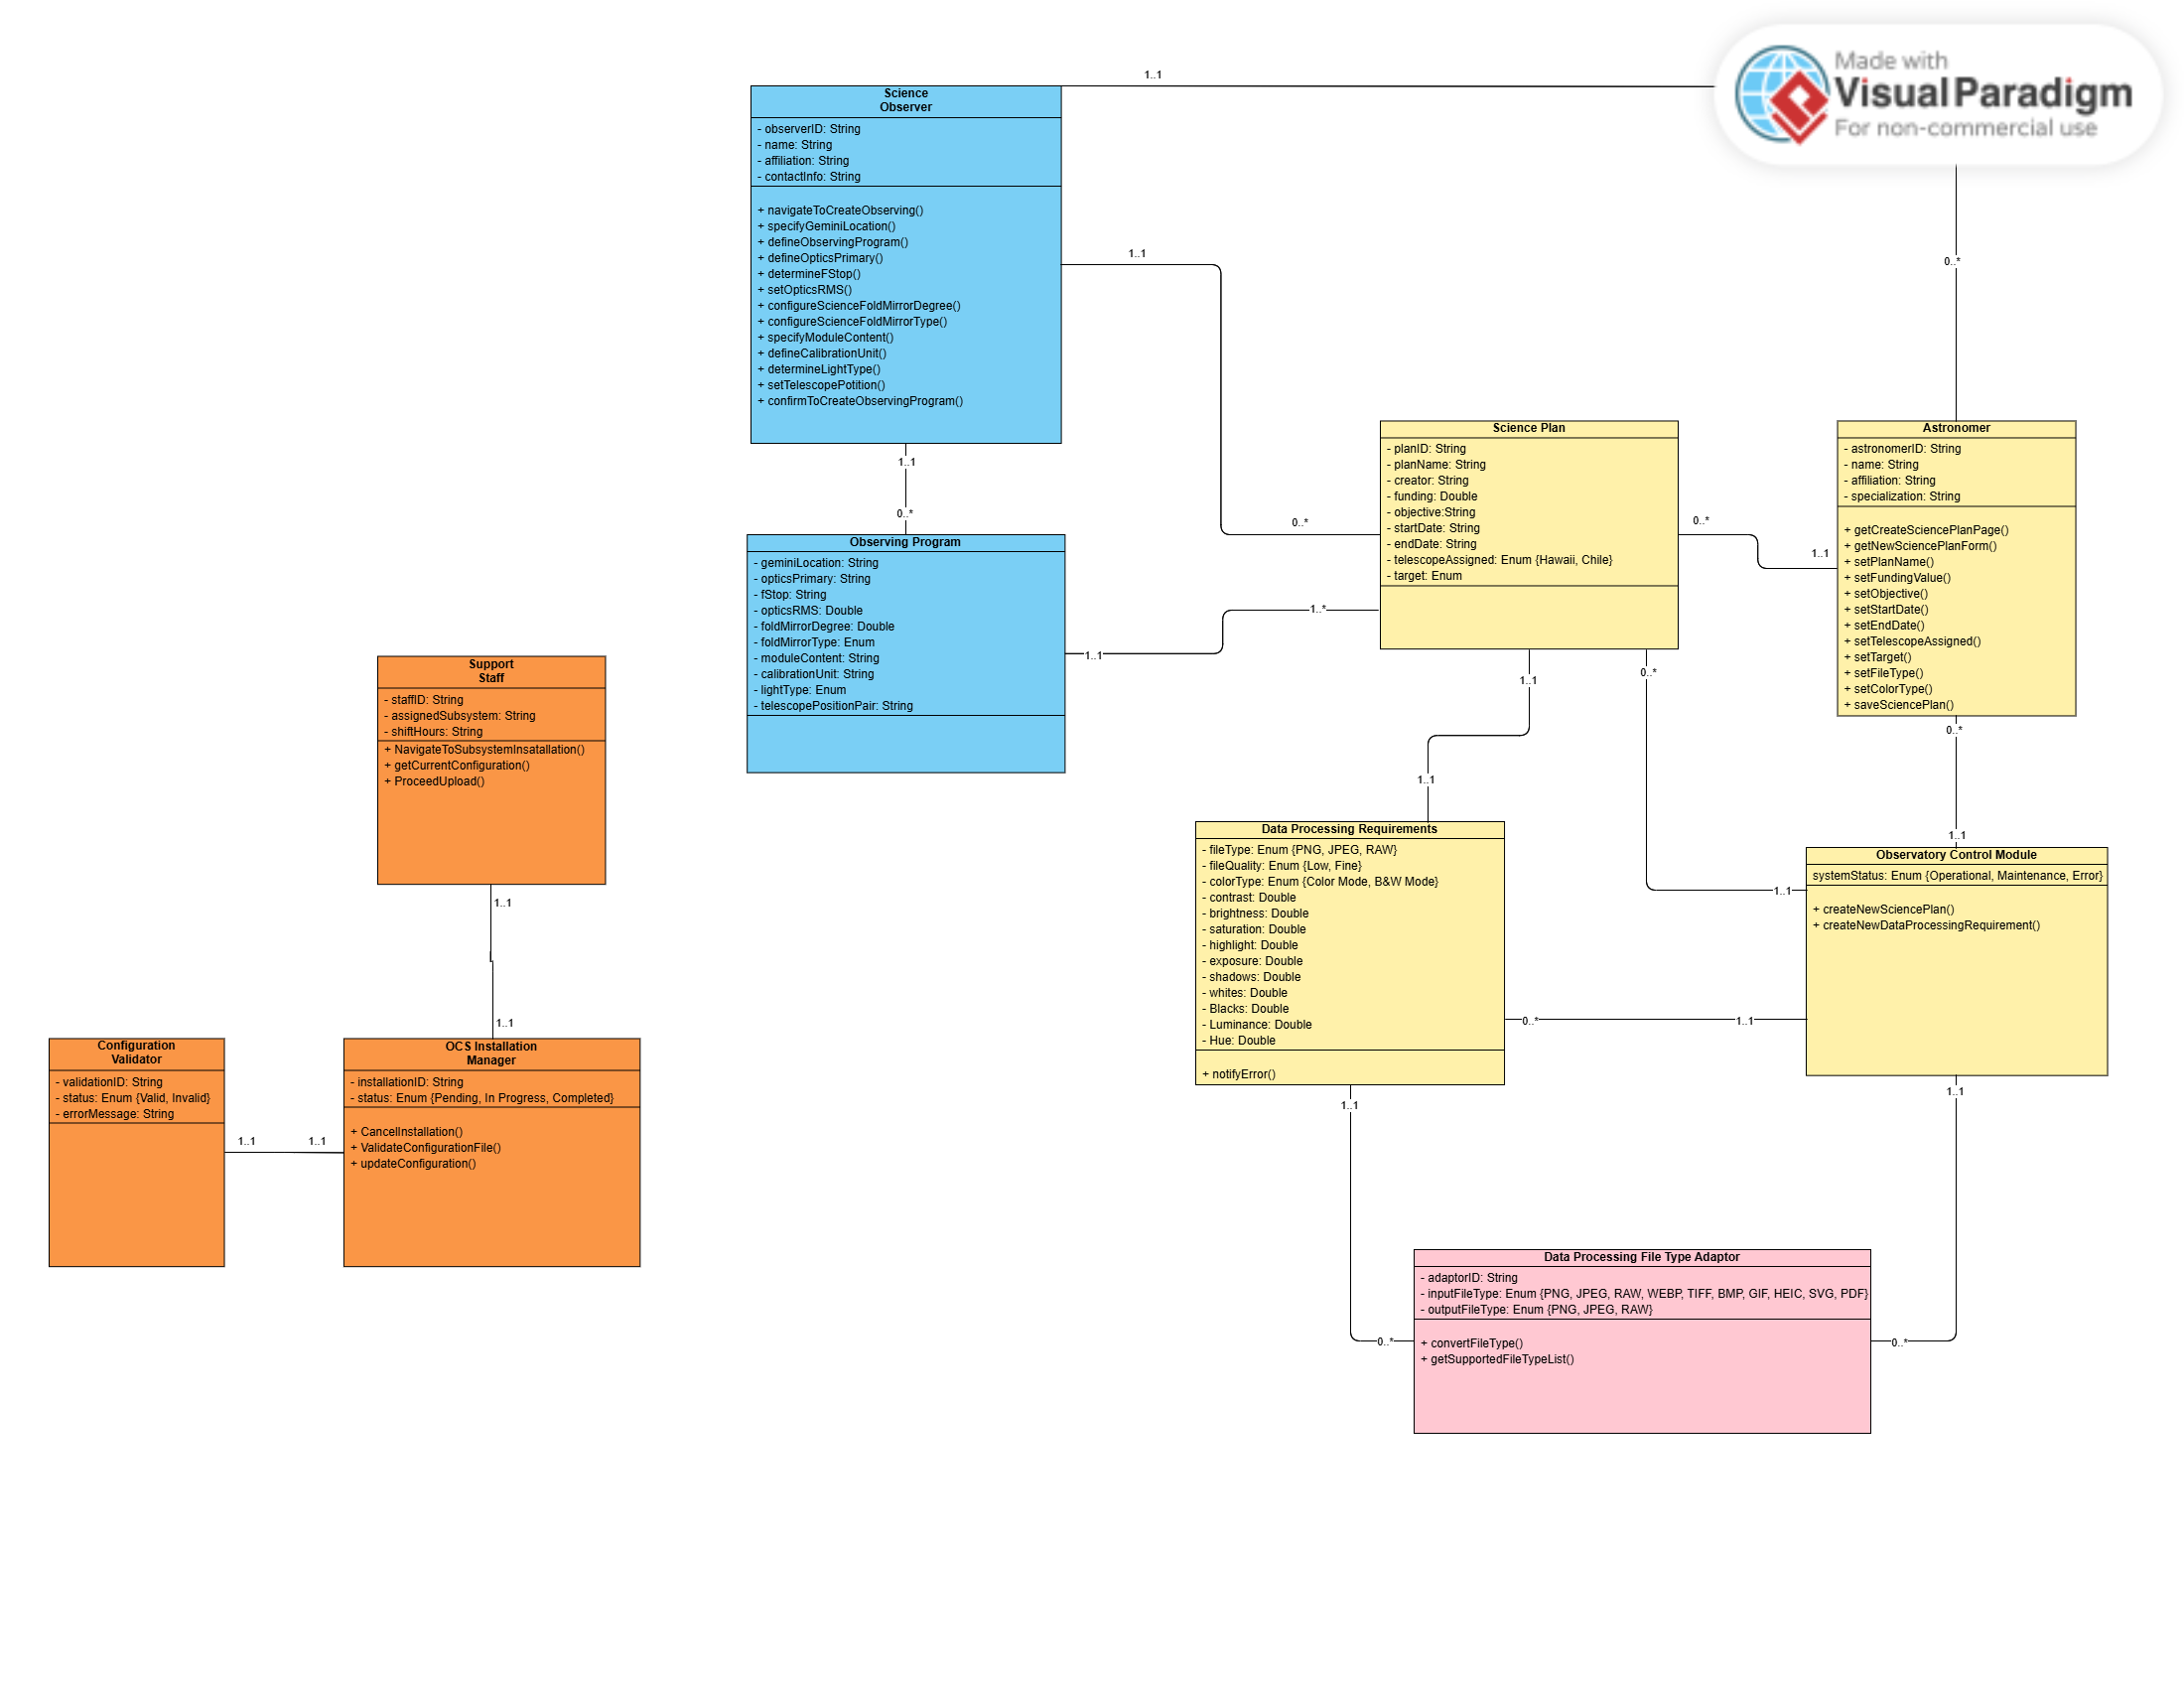 Made with
Visual Paradigm
For non-commercial use
1..1
Science
Observer
- observerID: String
- name: String
- affiliation: String
- contactInfo: String
+ navigateToCreateObserving()
+ specifyGeminiLocation()
+ defineObservingProgram()
+ defineOpticsPrimary()
+ determineFStop()
+ setOpticsRMS()
+ configureScienceFoldMirrorDegree()
+ configureScienceFoldMirrorType()
+ specifyModuleContent()
+ defineCalibrationUnit()
+ determineLightType()
+ setTelescopePotition()
+ confirmToCreateObservingProgram()
1..1
0..*
1..1
0..*
Observing Program
- geminiLocation: String
- opticsPrimary: String
- fStop: String
- opticsRMS: Double
- foldMirrorDegree: Double
- foldMirrorType: Enum
- moduleContent: String
- calibrationUnit: String
- lightType: Enum
- telescopePositionPair: String
0..*
1..*
1..1
Science Plan
- planID: String
- planName: String
- creator: String
- funding: Double
- objective:String
- startDate: String
- endDate: String
- telescopeAssigned: Enum {Hawaii, Chile}
- target: Enum
0..*
1..1
Astronomer
- astronomerID: String
- name: String
- affiliation: String
- specialization: String
+ getCreateSciencePlanPage()
+ getNewSciencePlanForm()
+ setPlanName()
+ setFundingValue()
+ setObjective()
+ setStartDate()
+ setEndDate()
+ setTelescopeAssigned()
+ setTarget()
+ setFileType()
+ setColorType()
+ saveSciencePlan()
1..1
0..*
0..*
1..1
1..1
Support
Staff
- staffID: String
- assignedSubsystem: String
- shiftHours: String
+ NavigateToSubsystemInsatallation()
+ getCurrentConfiguration()
+ ProceedUpload()
1..1
1..1
Data Processing Requirements
- fileType: Enum {PNG, JPEG, RAW}
- fileQuality: Enum {Low, Fine}
- colorType: Enum {Color Mode, B&W Mode}
- contrast: Double
- brightness: Double
- saturation: Double
- highlight: Double
- exposure: Double
- shadows: Double
- whites: Double
- Blacks: Double
- Luminance: Double
- Hue: Double
+ notifyError()
1..1
Observatory Control Module
systemStatus: Enum {Operational, Maintenance, Error}
+ createNewSciencePlan()
+ createNewDataProcessingRequirement()
0..*
1..1
Configuration
Validator
- validationID: String
- status: Enum {Valid, Invalid}
- errorMessage: String
1..1
1..1
OCS Installation
Manager
- installationID: String
- status: Enum {Pending, In Progress, Completed}
+ CancelInstallation()
+ ValidateConfigurationFile()
+ updateConfiguration()
1..1
1..1
Data Processing File Type Adaptor
- adaptorID: String
- inputFileType: Enum {PNG, JPEG, RAW, WEBP, TIFF, BMP, GIF, HEIC, SVG, PDF}
- outputFileType: Enum {PNG, JPEG, RAW}
+ convertFileType()
+ getSupportedFileTypeList()
0..*
0..*